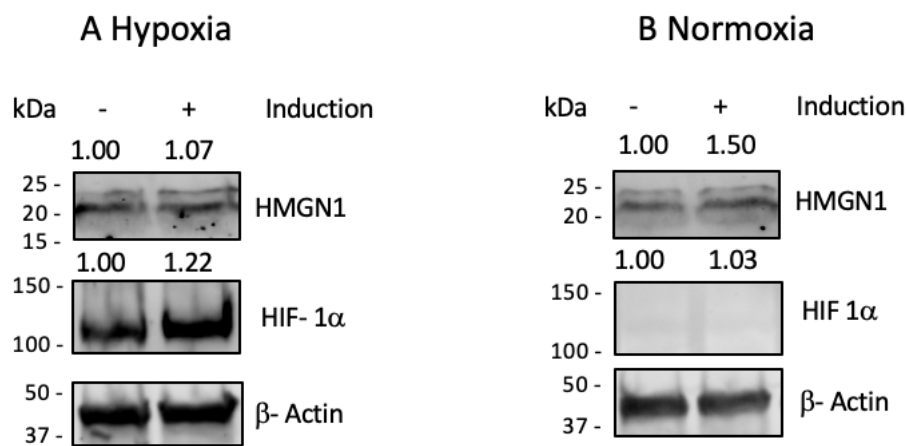 A Hypoxia
kDa - + Induction
1.00 1.07
25 -
HMGN1
20 -
15 -
1.00 1.22
150 -
HIF- 1α
100 -
50 -
β- Actin
37 -
B Normoxia
kDa - + Induction
1.00 1.50
25 -
HMGN1
20 -
1.00 1.03
150 -
HIF 1α
100 -
50 -
β- Actin
37 -